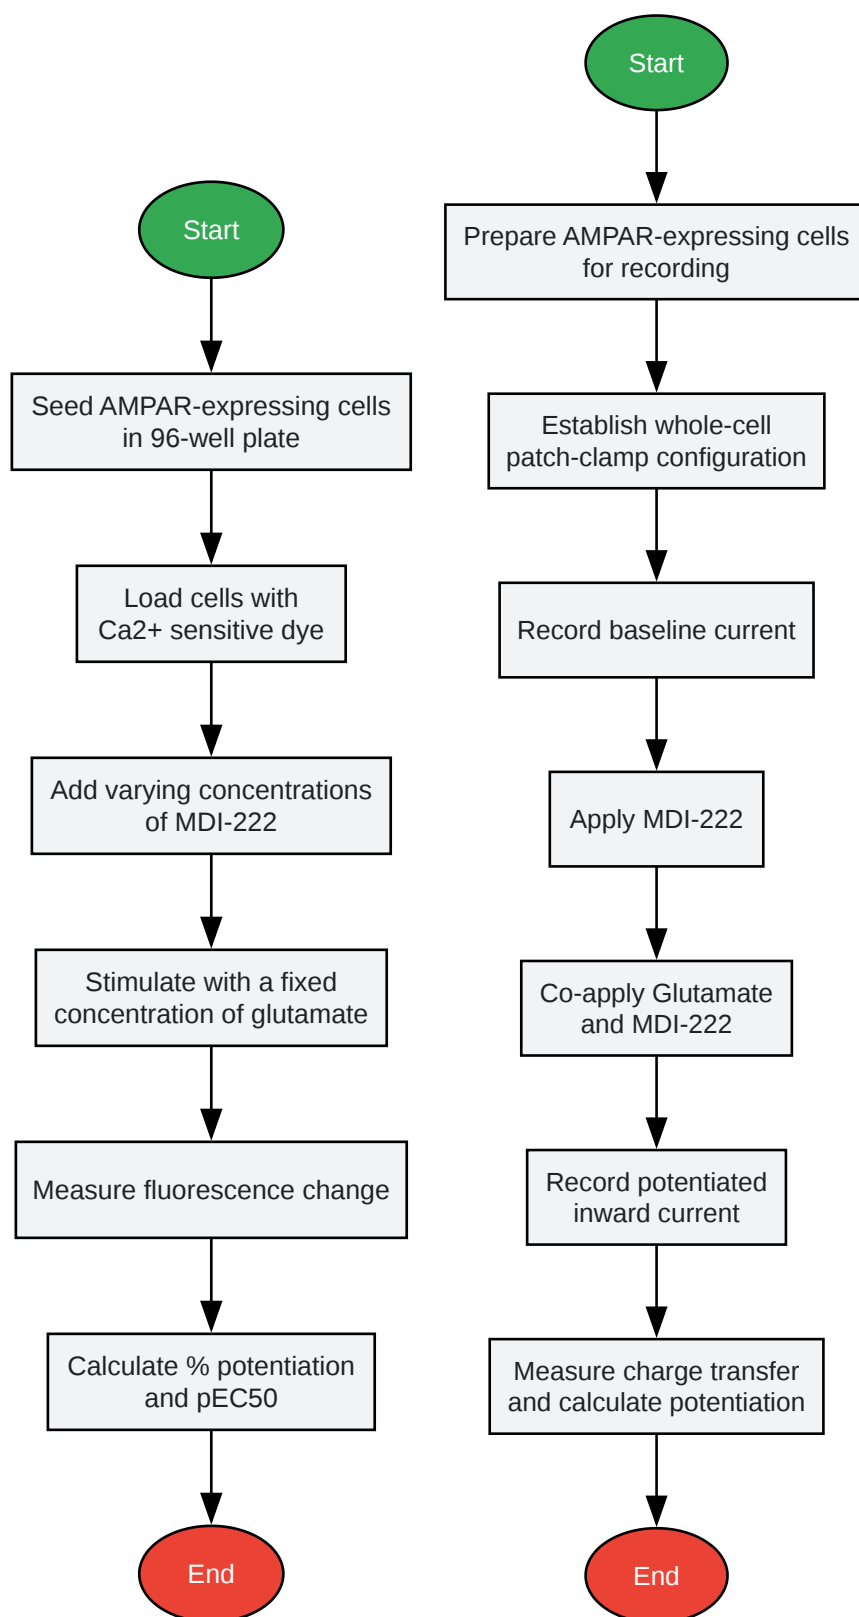 Start
Seed AMPAR-expressing cells
in 96-well plate
Load cells with
Ca2+ sensitive dye
Add varying concentrations
of MDI-222
Stimulate with a fixed
concentration of glutamate
Measure fluorescence change
Calculate % potentiation
and pEC50
End
Start
Prepare AMPAR-expressing cells
for recording
Establish whole-cell
patch-clamp configuration
Record baseline current
Apply MDI-222
Co-apply Glutamate
and MDI-222
Record potentiated
inward current
Measure charge transfer
and calculate potentiation
End